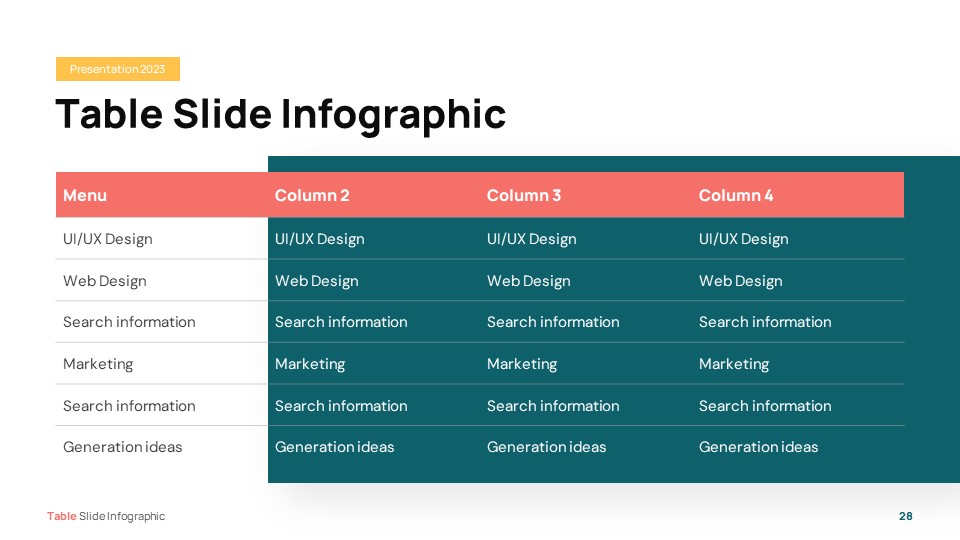 Presentation 2023
Table Slide Infographic
Menu Column 2 Column 3 Column 4
UI/UX Design UI/UX Design UI/UX Design UI/UX Design
Web Design Web Design Web Design Web Design
Search information Search information Search information Search information
Marketing Marketing Marketing Marketing
Search information Search information Search information Search information
Generation ideas Generation ideas Generation ideas Generation ideas
Table Slide Infographic 28